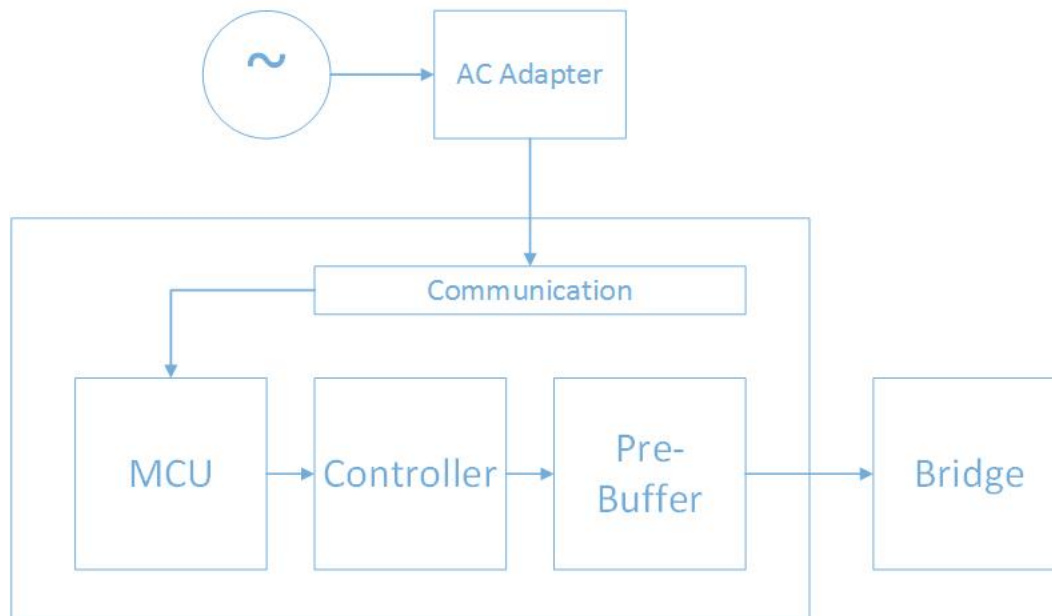 ~
AC Adapter
Communication
MCU
Controller
Pre-
Buffer
Bridge